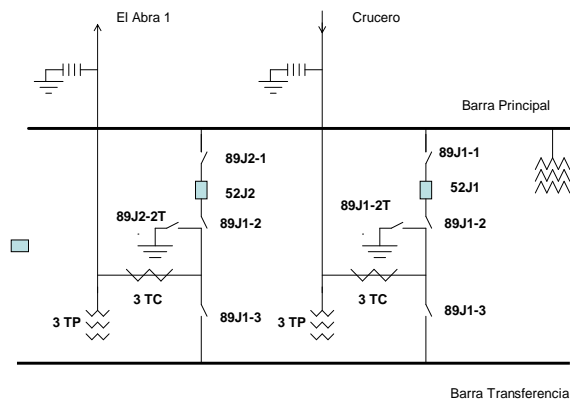 El Abra 1
Crucero
Barra Principal
89J2-1
89J1-1
52J2
52J1
89J2-2T
89J1-2
89J1-2T
89J1-2
3 TC
3 TC
3 TP
89J1-3
3 TP
89J1-3
Barra Transferencia